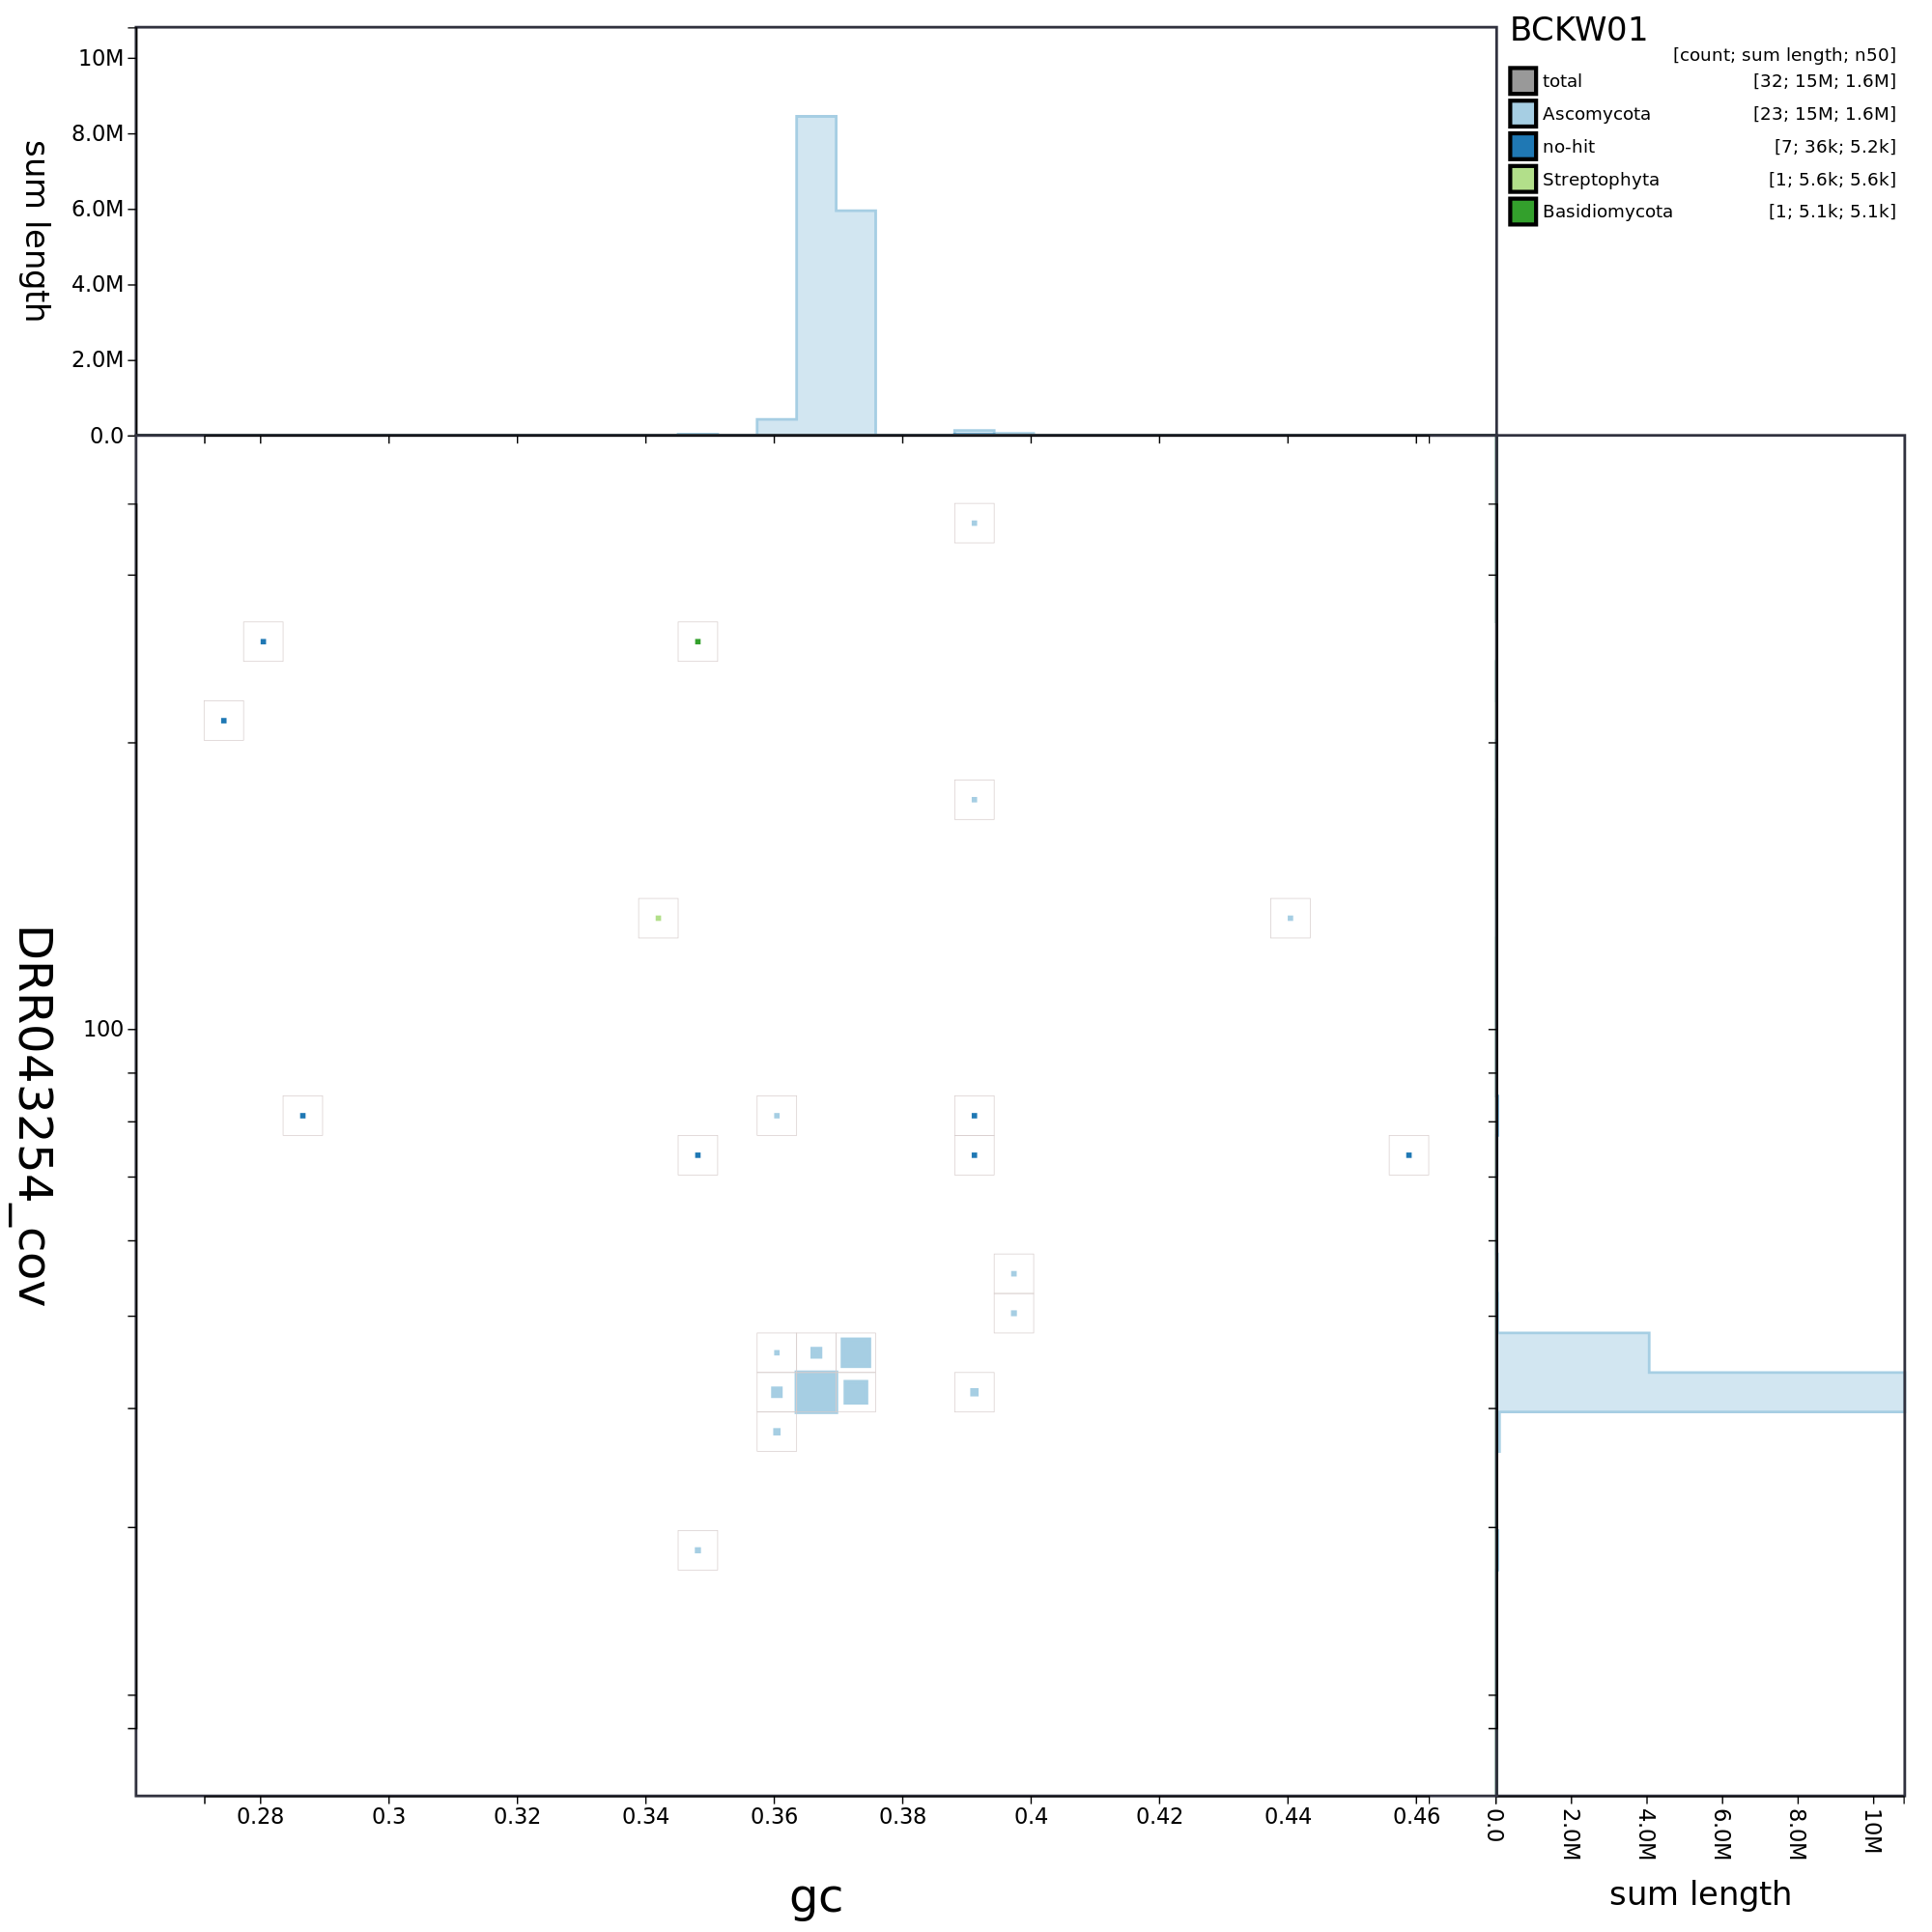 BCKW01
[count; sum length; n50]
total [32; 15M; 1.6M]
Ascomycota [23; 15M; 1.6M]
no-hit [7; 36k; 5.2k]
Streptophyta [1; 5.6k; 5.6k]
Basidiomycota [1; 5.1k; 5.1k]
sum length
10M
8.0M
6.0M
4.0M
2.0M
0.0
DRR043254_cov
100
0.28 0.3 0.32 0.34 0.36 0.38 0.4 0.42 0.44 0.46
gc
0.0 2.0M 4.0M 6.0M 8.0M 10M
sum length